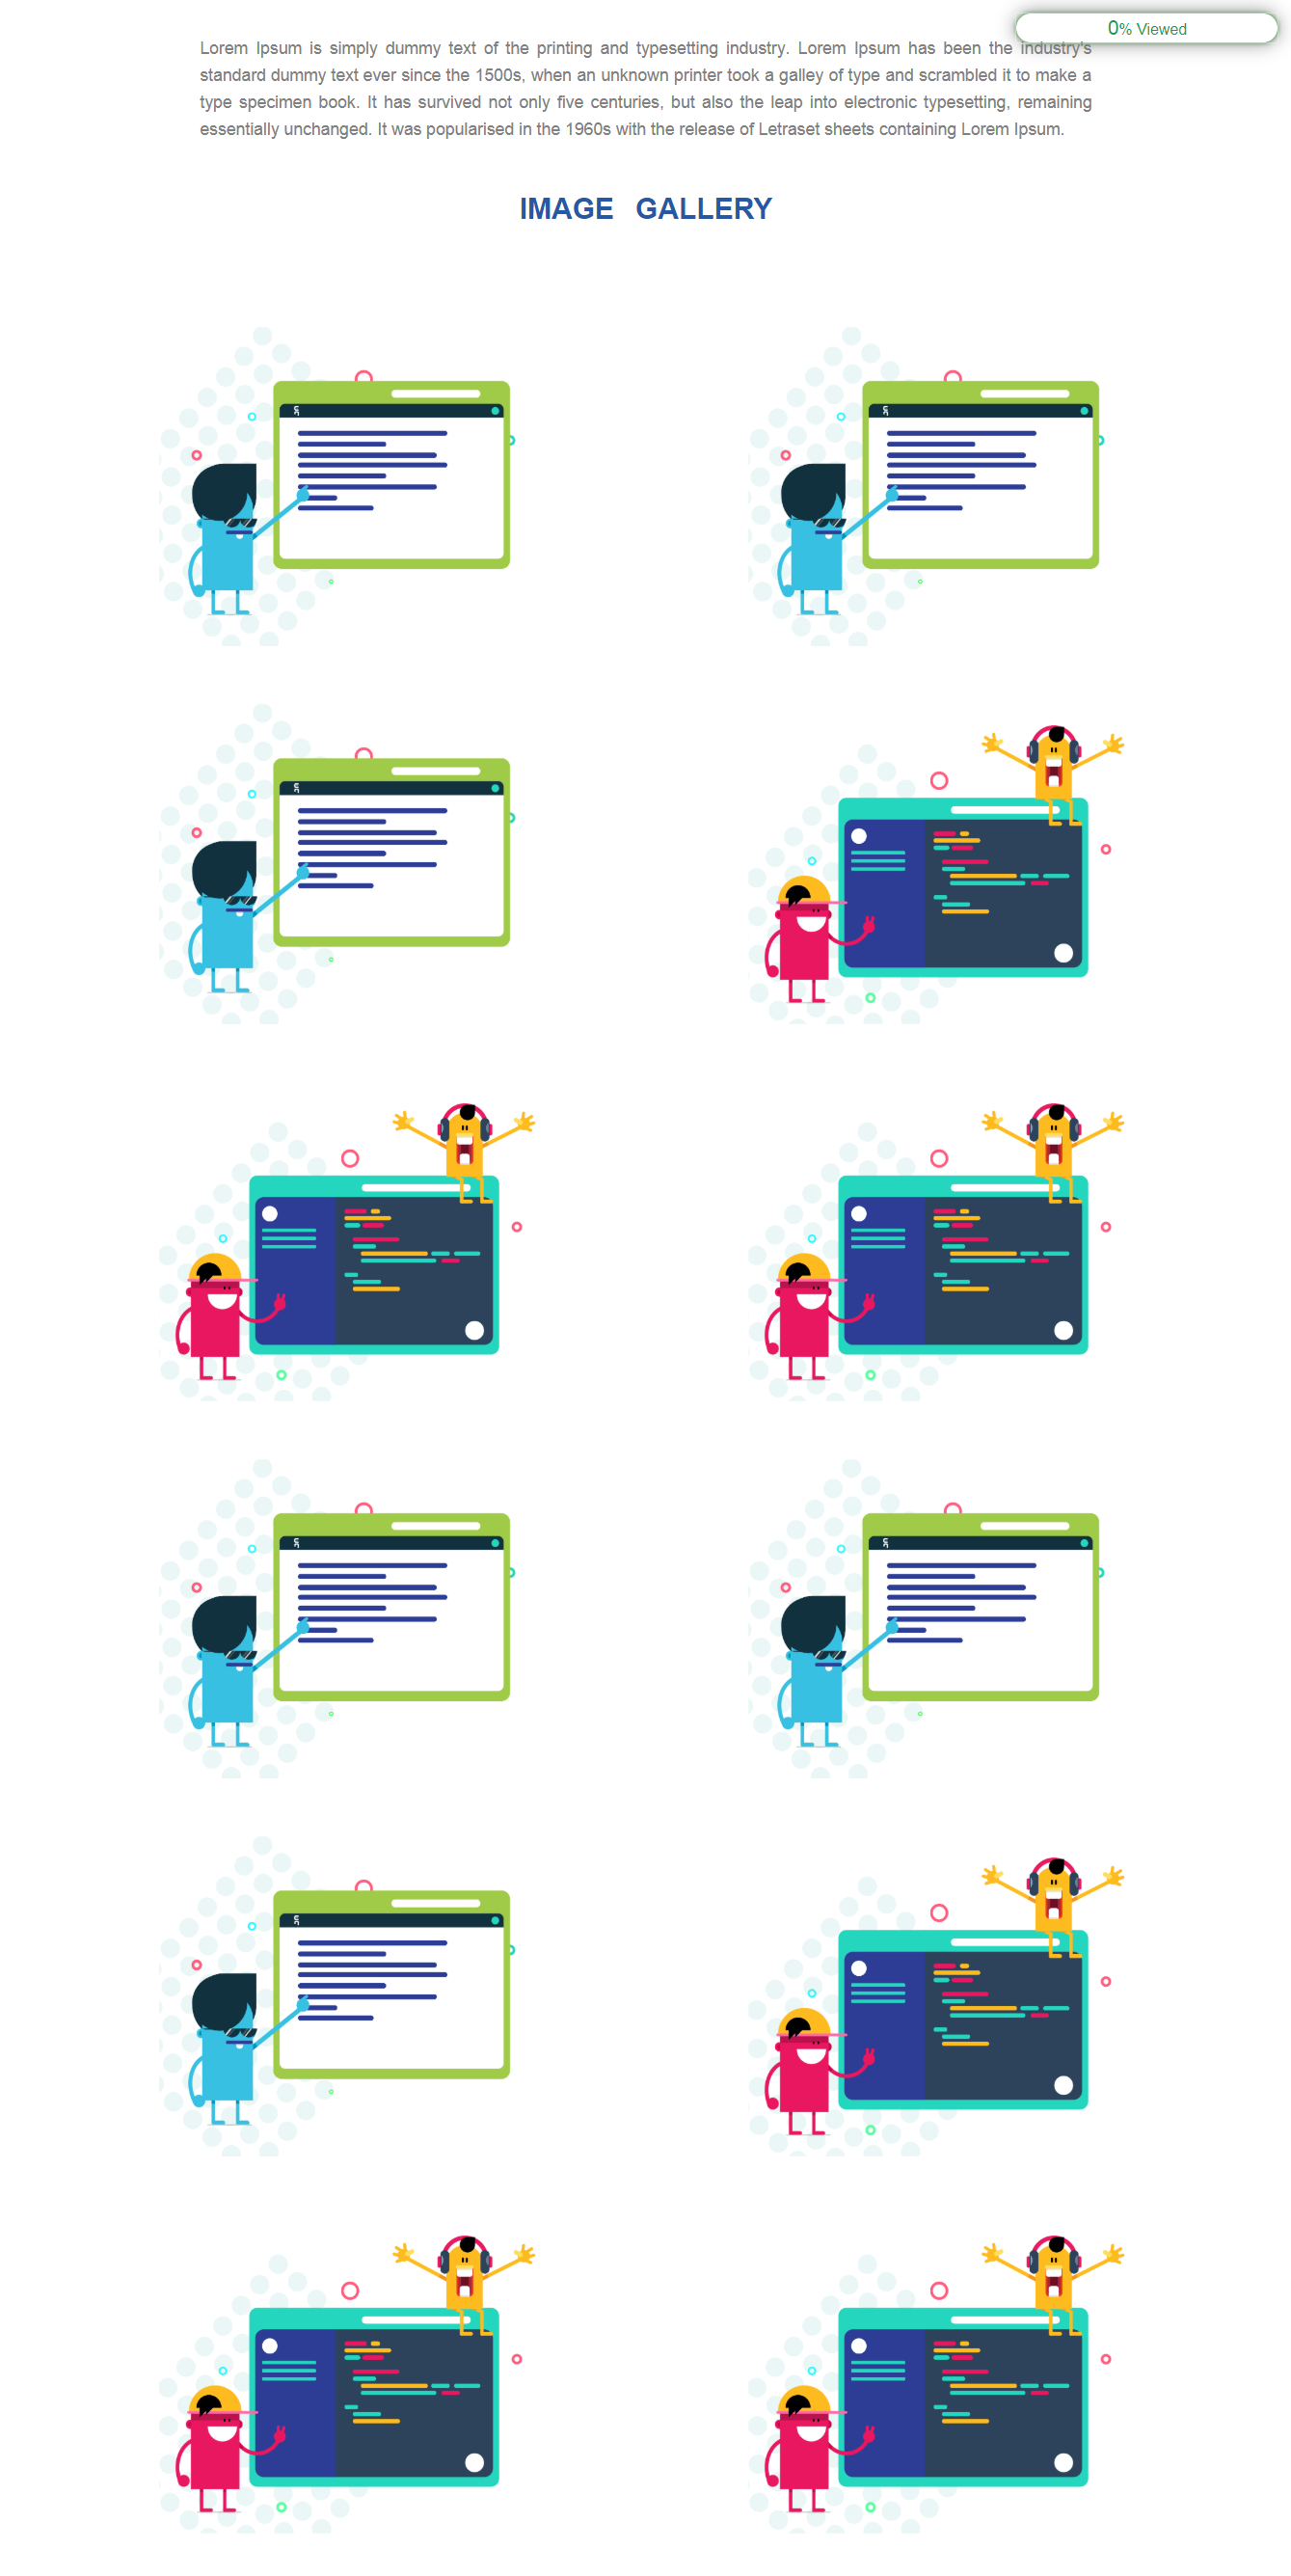 0% Viewed
Lorem Ipsum is simply dummy text of the printing and typesetting industry. Lorem Ipsum has been the industry's
standard dummy text ever since the 1500s, when an unknown printer took a galley of type and scrambled it to make a
type specimen book. It has survived not only five centuries, but also the leap into electronic typesetting, remaining
essentially unchanged. It was popularised in the 1960s with the release of Letraset sheets containing Lorem Ipsum.
IMAGE GALLERY